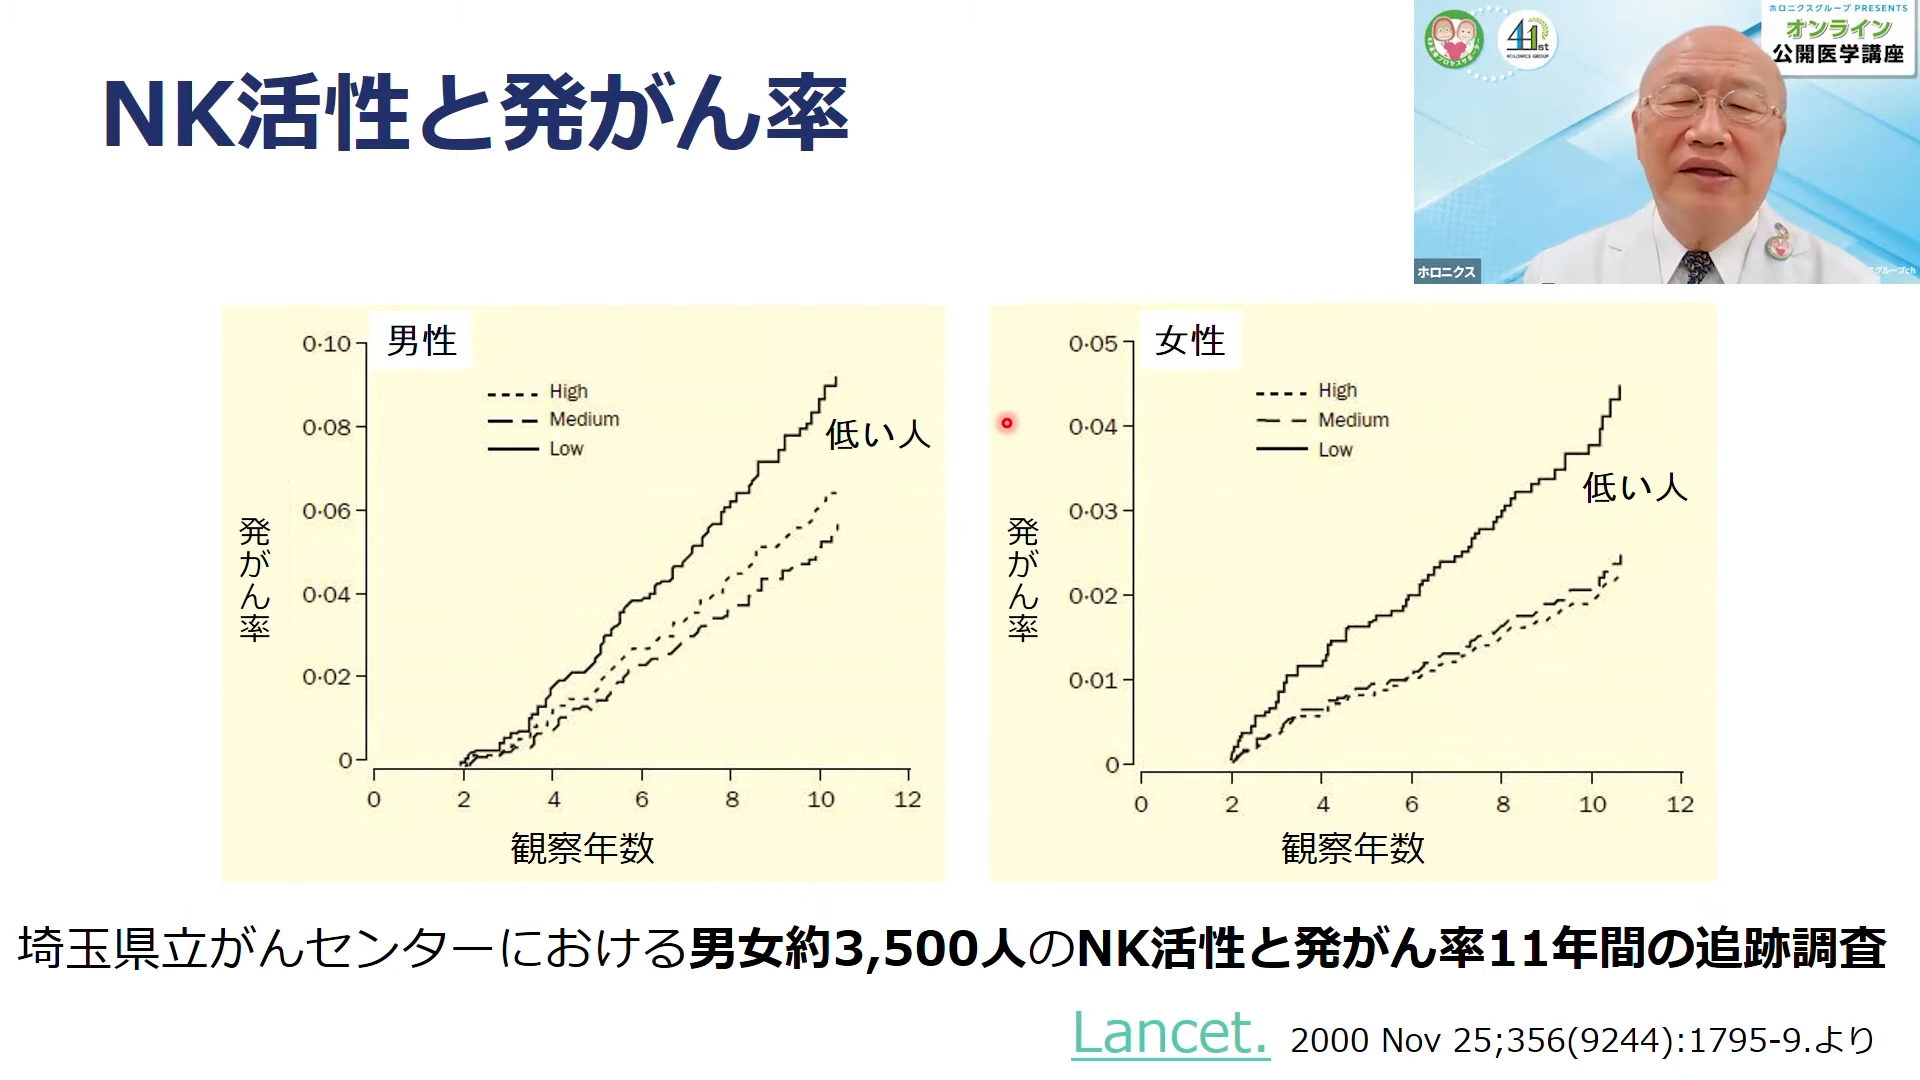 NK活性と発がん率
ホロニクスグループ PRESENTS
オンライン
公開医学講座
41st
HOLONICS GROUP
ホロニクス
男性
0·10
0·08
0·06
0·04
0·02
0
High
Medium
Low
低い人
発がん率
0 2 4 6 8 10 12
観察年数
女性
0·05
0·04
0·03
0·02
0·01
0
High
Medium
Low
低い人
発がん率
0 2 4 6 8 10 12
観察年数
埼玉県立がんセンターにおける男女約3,500人のNK活性と発がん率11年間の追跡調査
Lancet. 2000 Nov 25;356(9244):1795-9.より